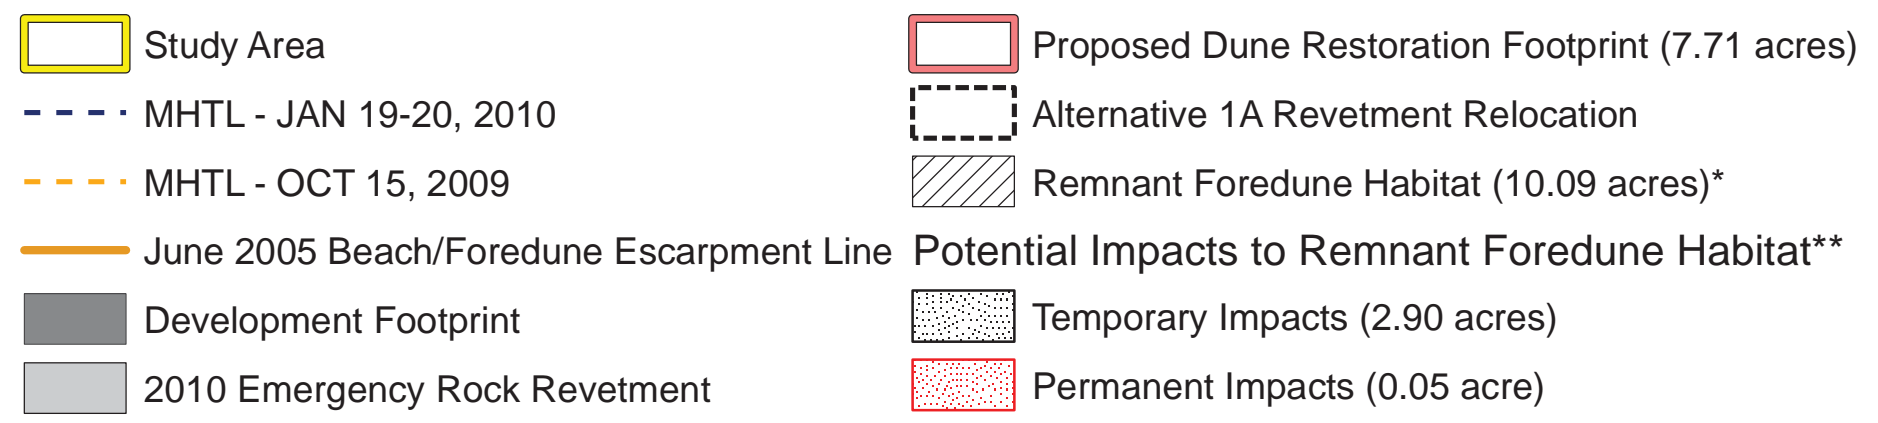 Study Area
MHTL - JAN 19-20, 2010
MHTL - OCT 15, 2009
June 2005 Beach/Foredune Escarpment Line
Development Footprint
2010 Emergency Rock Revetment
Proposed Dune Restoration Footprint (7.71 acres)
Alternative 1A Revetment Relocation
Remnant Foredune Habitat (10.09 acres)*
Potential Impacts to Remnant Foredune Habitat**
Temporary Impacts (2.90 acres)
Permanent Impacts (0.05 acre)